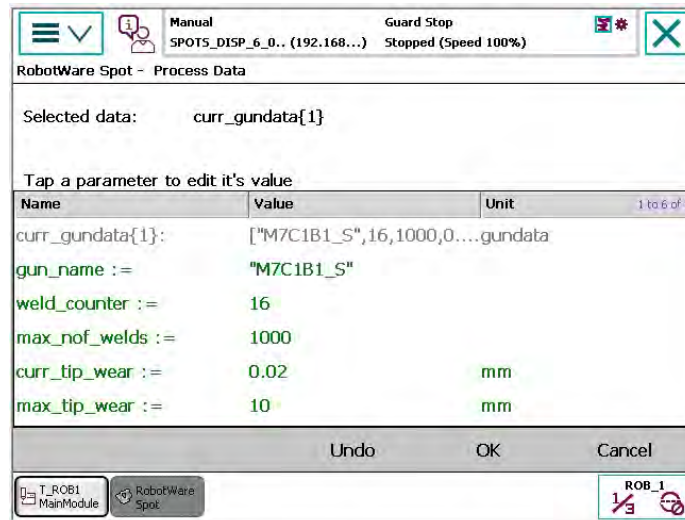 Manual
SPOTS_DISP_6_0.. (192.168...)
Guard Stop
Stopped (Speed 100%)
RobotWare Spot - Process Data
Selected data: curr_gundata{1}
Tap a parameter to edit it's value
Name Value Unit 1 to 6 of
curr_gundata{1}: ["M7C1B1_S",16,1000,0....gundata
gun_name := "M7C1B1_S"
weld_counter := 16
max_nof_welds := 1000
curr_tip_wear := 0.02 mm
max_tip_wear := 10 mm
Undo OK Cancel
T_ROB1
MainModule
RobotWare
Spot
ROB_1
1/3